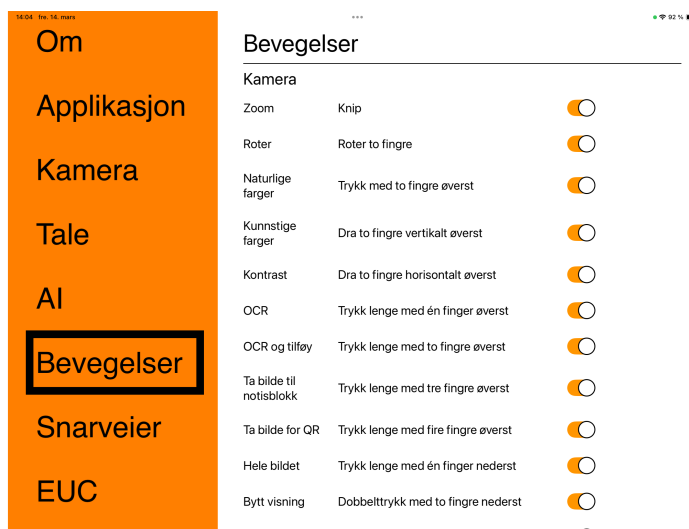 14:04 fre. 14. mars
92 %
Om
Applikasjon
Kamera
Tale
AI
Bevegelser
Snarveier
EUC
Bevegelser
Kamera
Zoom Knip
Roter Roter to fingre
Naturlige
farger
Trykk med to fingre øverst
Kunnstige
farger
Dra to fingre vertikalt øverst
Kontrast Dra to fingre horisontalt øverst
OCR Trykk lenge med én finger øverst
OCR og tilføy Trykk lenge med to fingre øverst
Ta bilde til
notisblokk
Trykk lenge med tre fingre øverst
Ta bilde for QR Trykk lenge med fire fingre øverst
Hele bildet Trykk lenge med én finger nederst
Bytt visning Dobbelttrykk med to fingre nederst